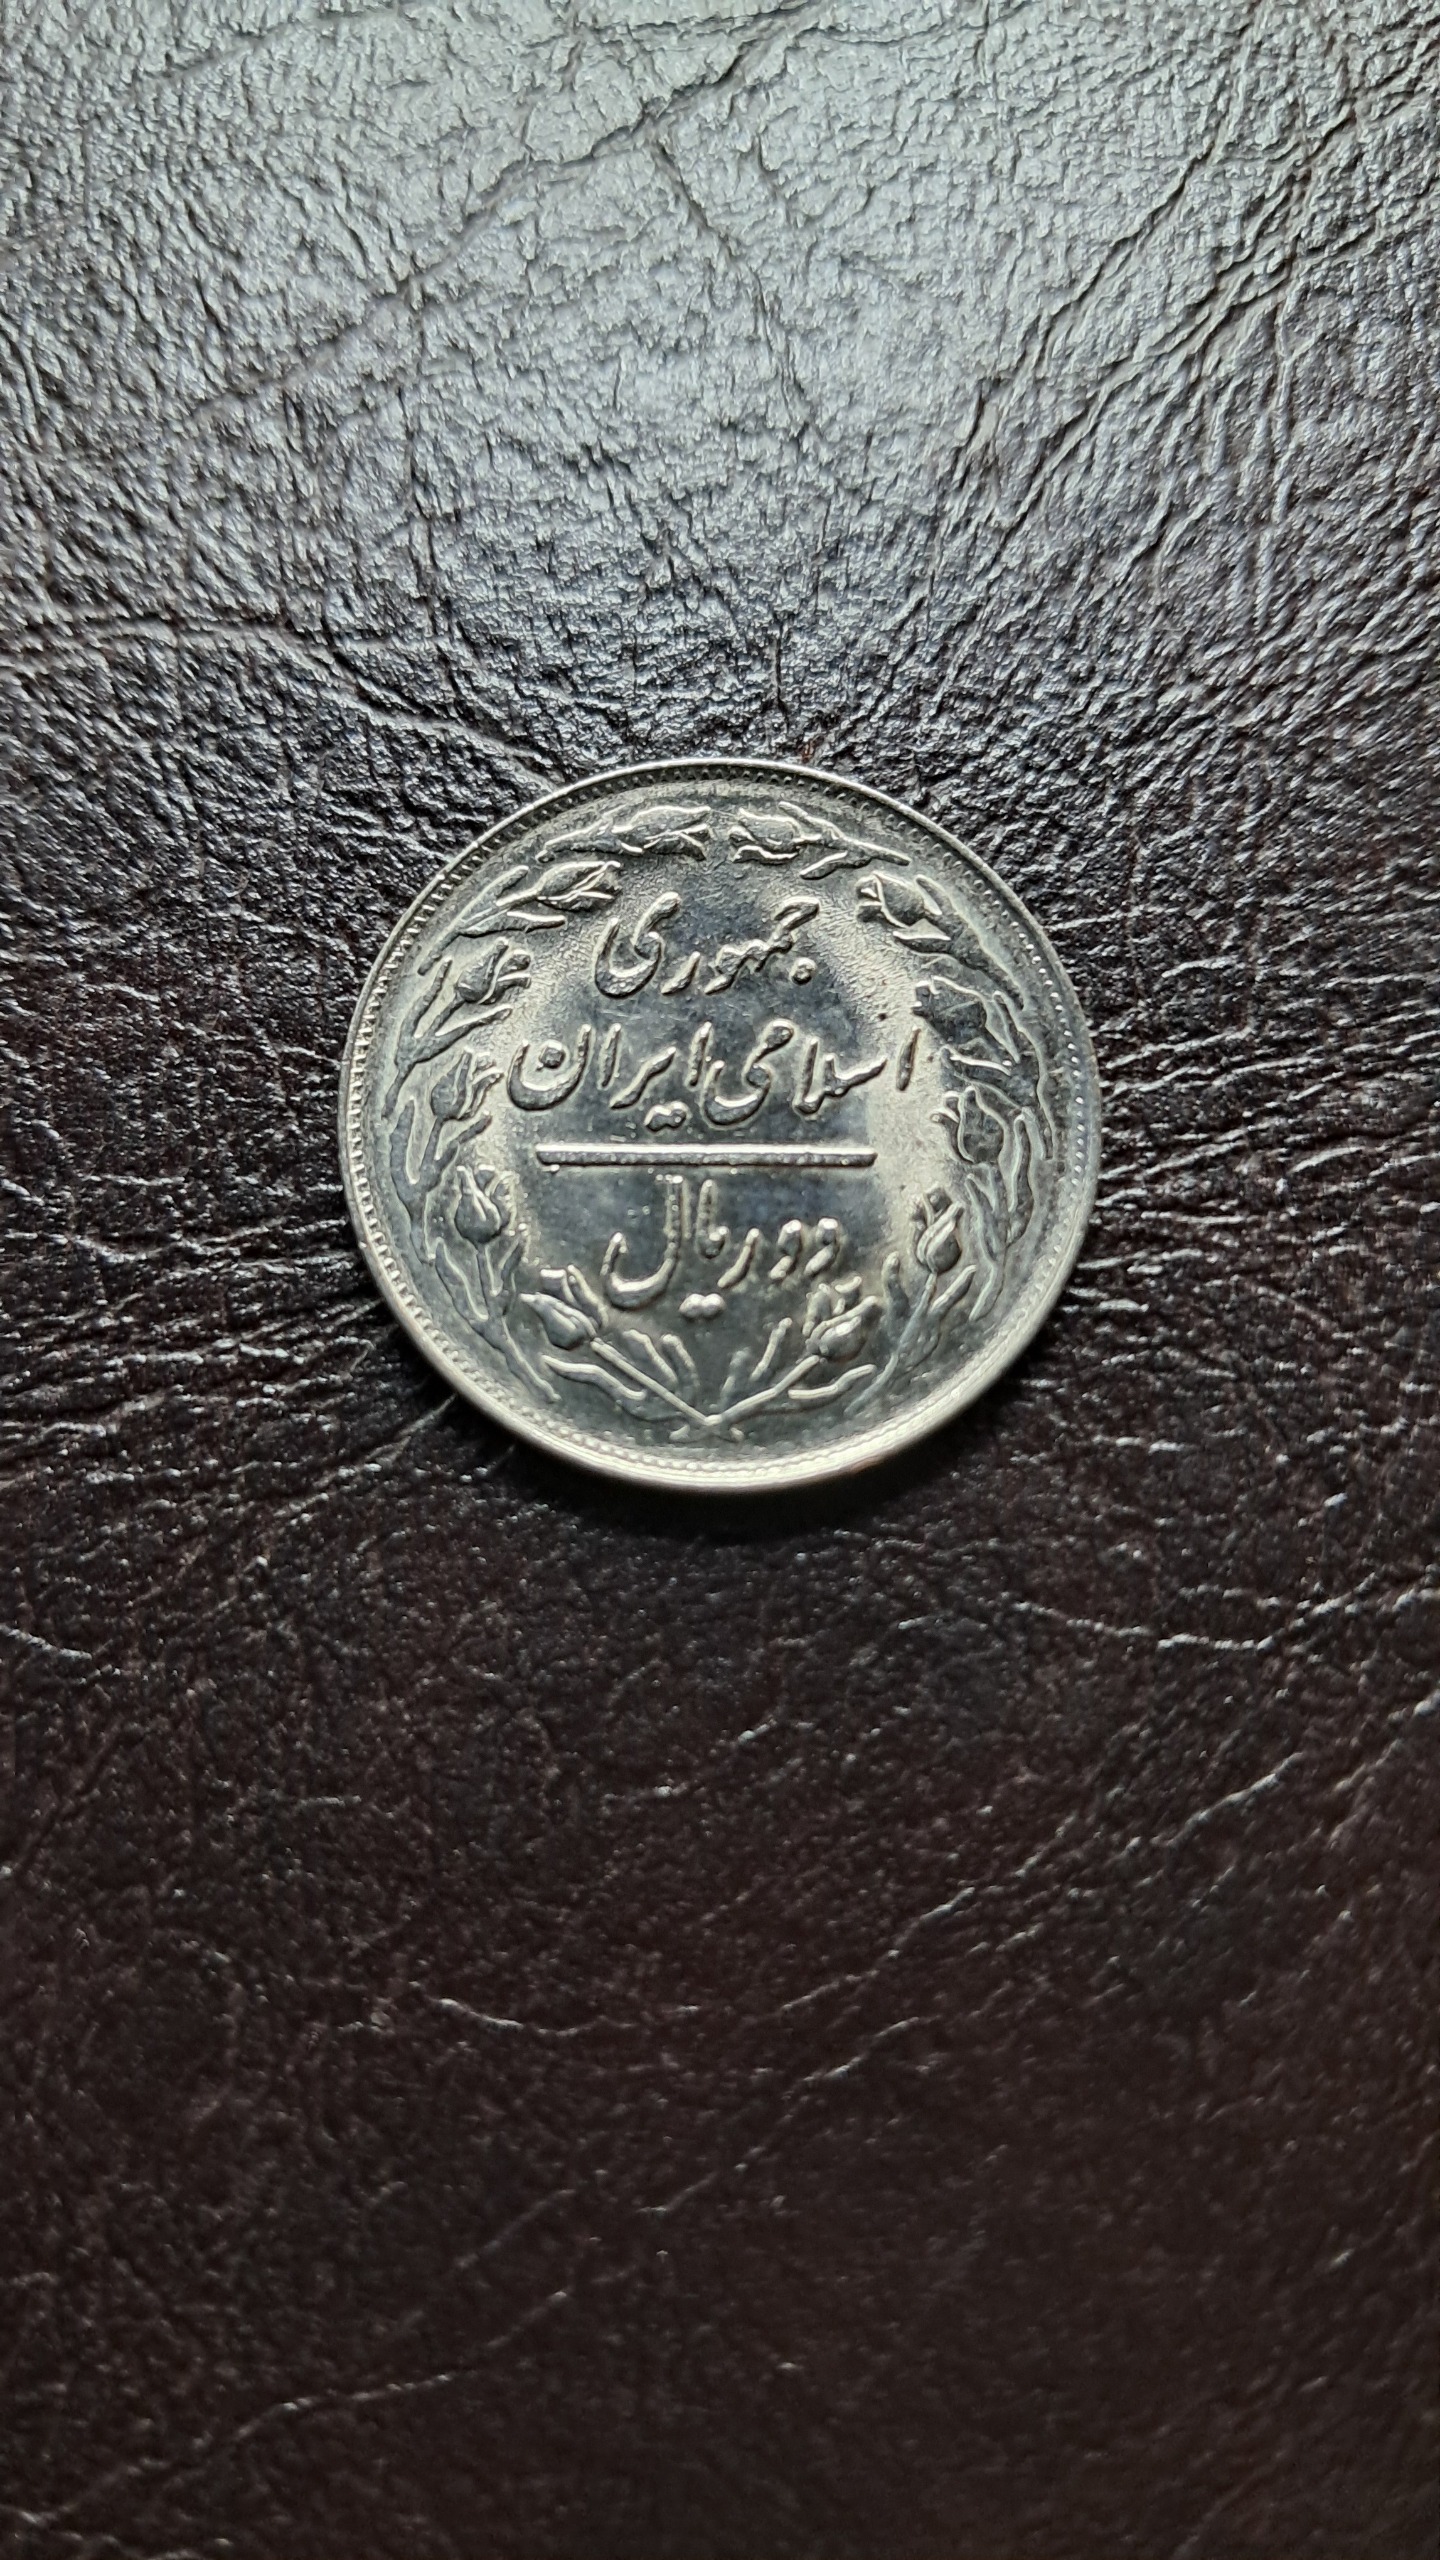 جمهوری
اسلامی ایران
دو ریال